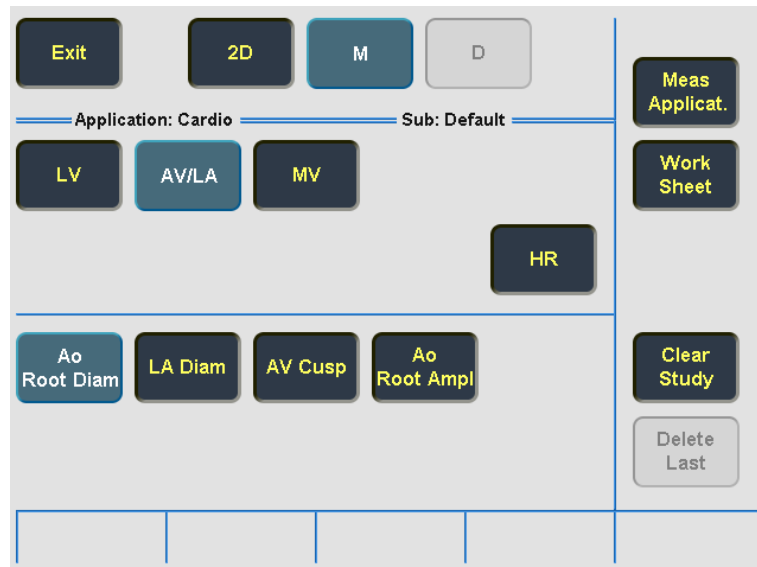 Exit
2D
M
D
Meas
Applicat.
Application: Cardio
Sub: Default
LV
AV/LA
MV
Work
Sheet
HR
Ao
Root Diam
LA Diam
AV Cusp
Ao
Root Ampl
Clear
Study
Delete
Last